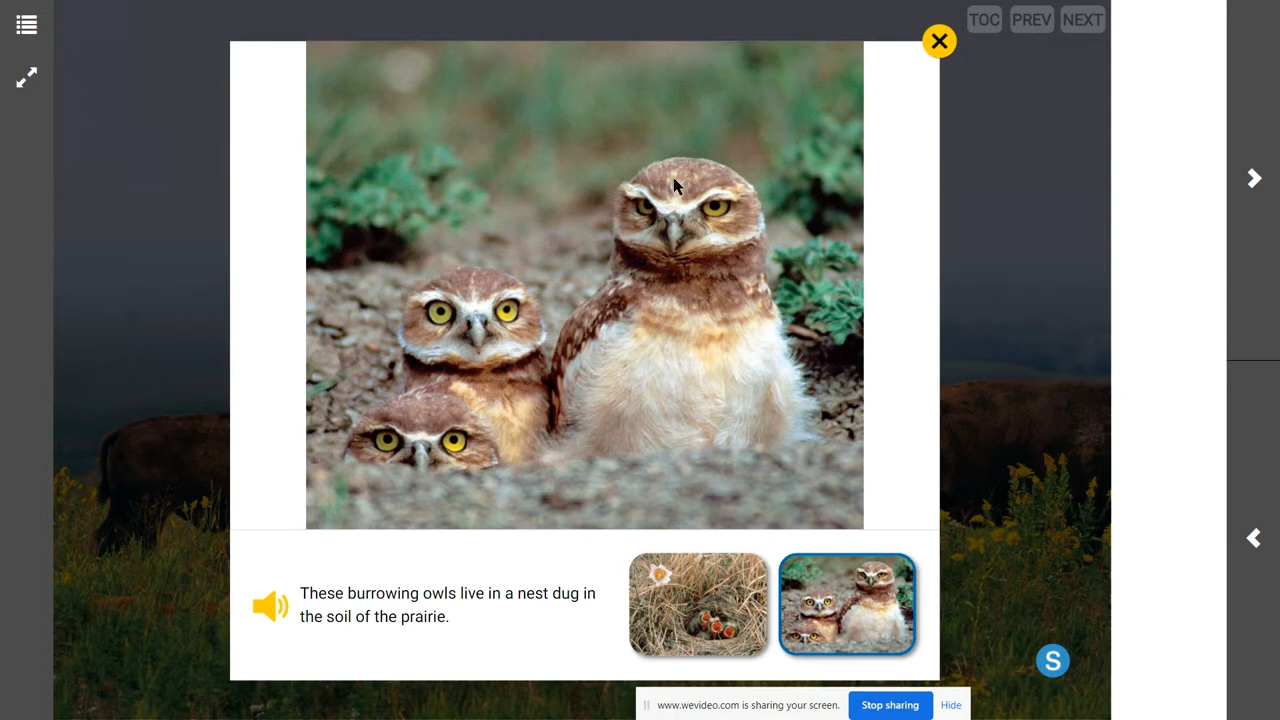 TOC PREV NEXT
These burrowing owls live in a nest dug in
the soil of the prairie.
S
www.wevideo.com is sharing your screen. Stop sharing Hide